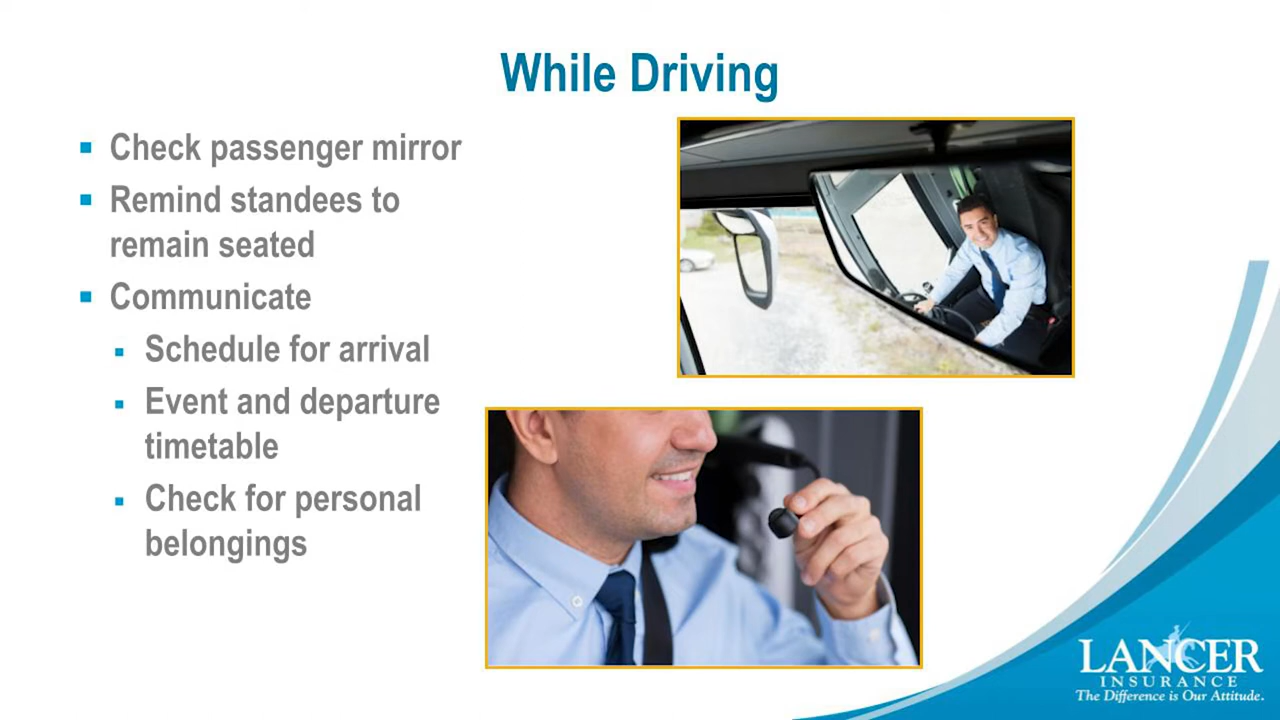 While Driving
Check passenger mirror
Remind standees to
remain seated
Communicate
Schedule for arrival
Event and departure
timetable
Check for personal
belongings
LANCER
INSURANCE
The Difference is Our Attitude.